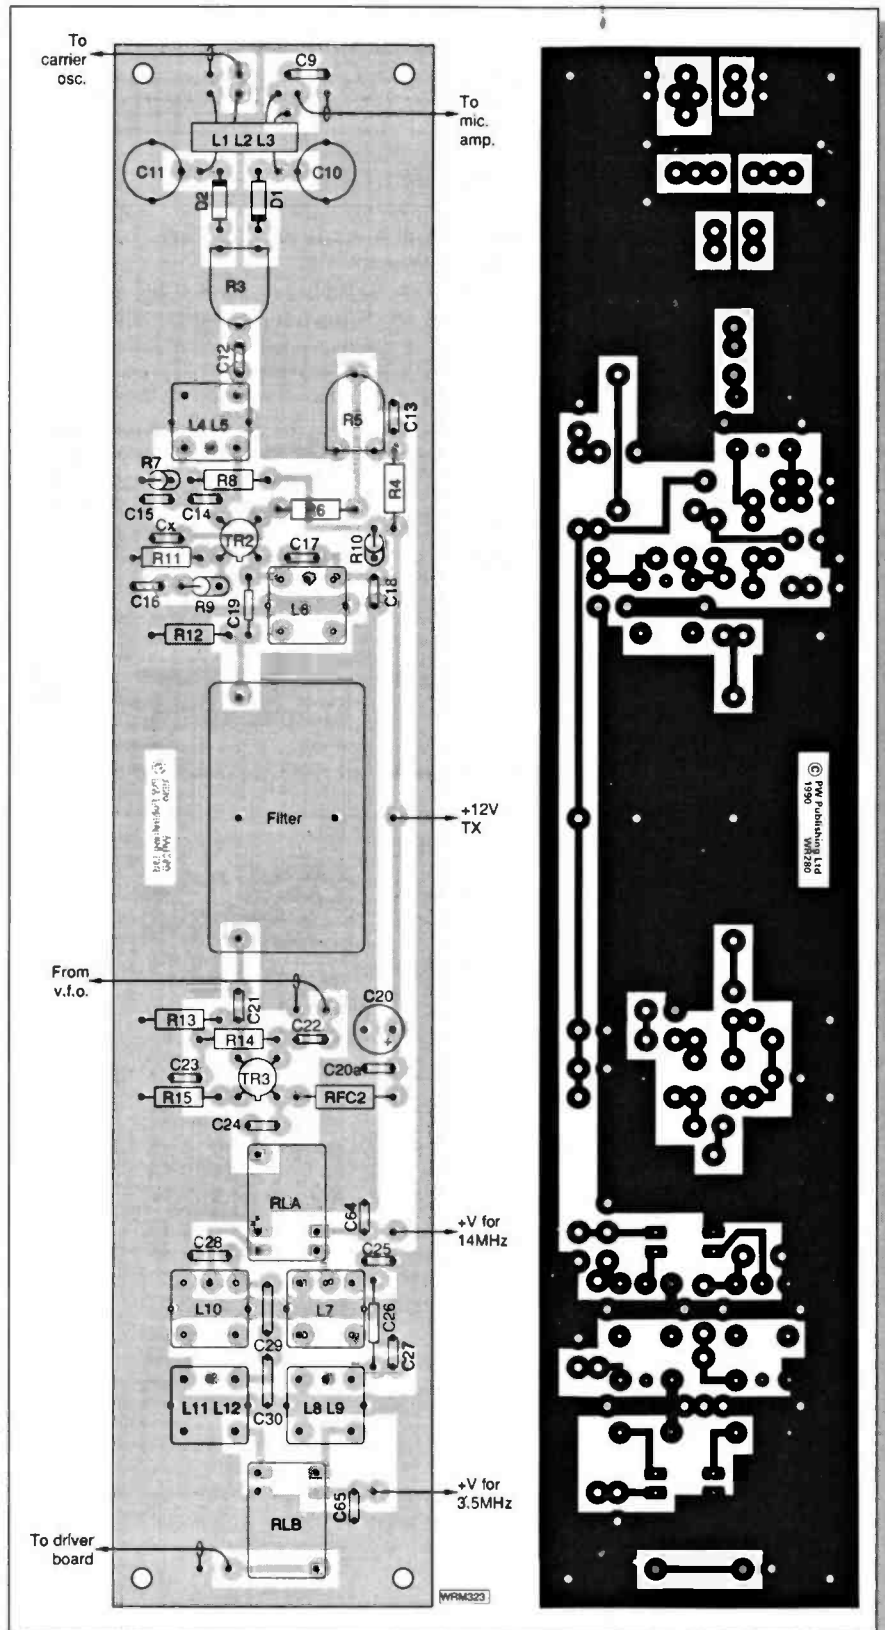 To
carrier
osc.
C9
To
mic.
amp.
L1 L2 L3
C11
C10
D2
D1
R3
C12
R5
C13
L4 L5
R7
R8
R4
C15
C14
R6
Cx
TR2
R10
R11
C17
C16
R9
C19
L6
C18
R12
Filter
+12V
TX
© PW Publishing Ltd
1990 WR280
From
v.f.o.
C21
C20
R13
R14
C22
+
C23
TR3
C20a
R15
RFC2
C24
RLA
C64
+V for
14MHz
C28
C25
L10
L7
C26
C29
C27
L11 L12
L8 L9
C30
RLB
C65
+V for
3.5MHz
To driver
board
WRM323